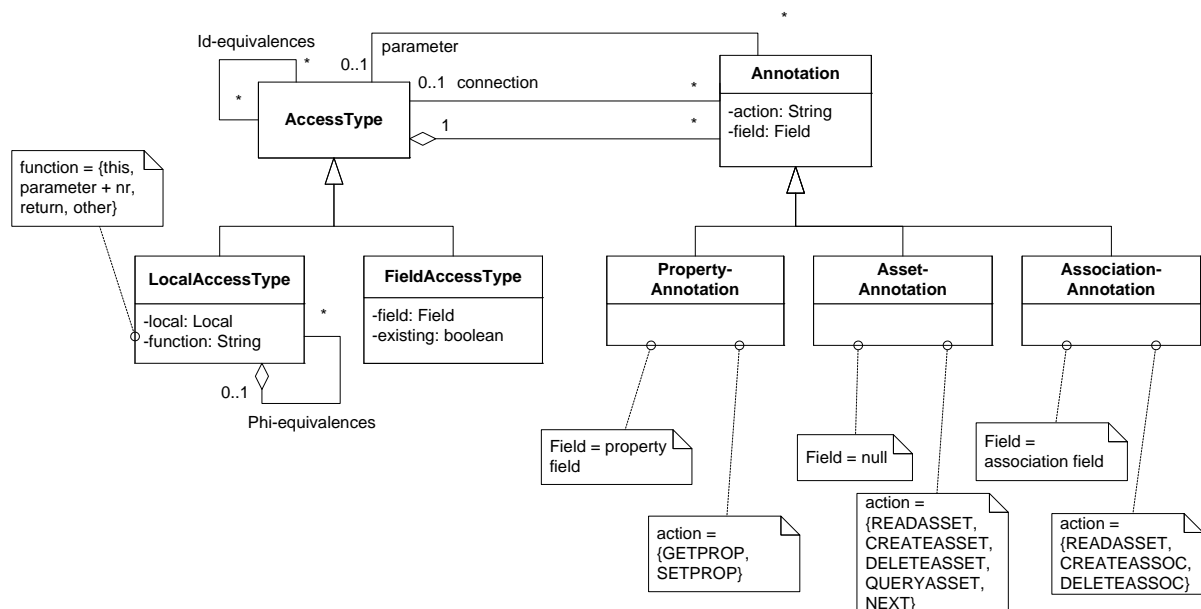 *
Id-equivalences
*
*
0..1
parameter
0..1 connection
*
1
*
AccessType
Annotation
-action: String
-field: Field
function = {this,
parameter + nr,
return, other}
LocalAccessType
-local: Local
-function: String
*
0..1
Phi-equivalences
FieldAccessType
-field: Field
-existing: boolean
Property-
Annotation
Asset-
Annotation
Association-
Annotation
Field = property
field
Field = null
Field =
association field
action =
{GETPROP,
SETPROP}
action =
{READASSET,
CREATEASSET,
DELETEASSET,
QUERYASSET,
NEXT}
action =
{READASSET,
CREATEASSOC,
DELETEASSOC}